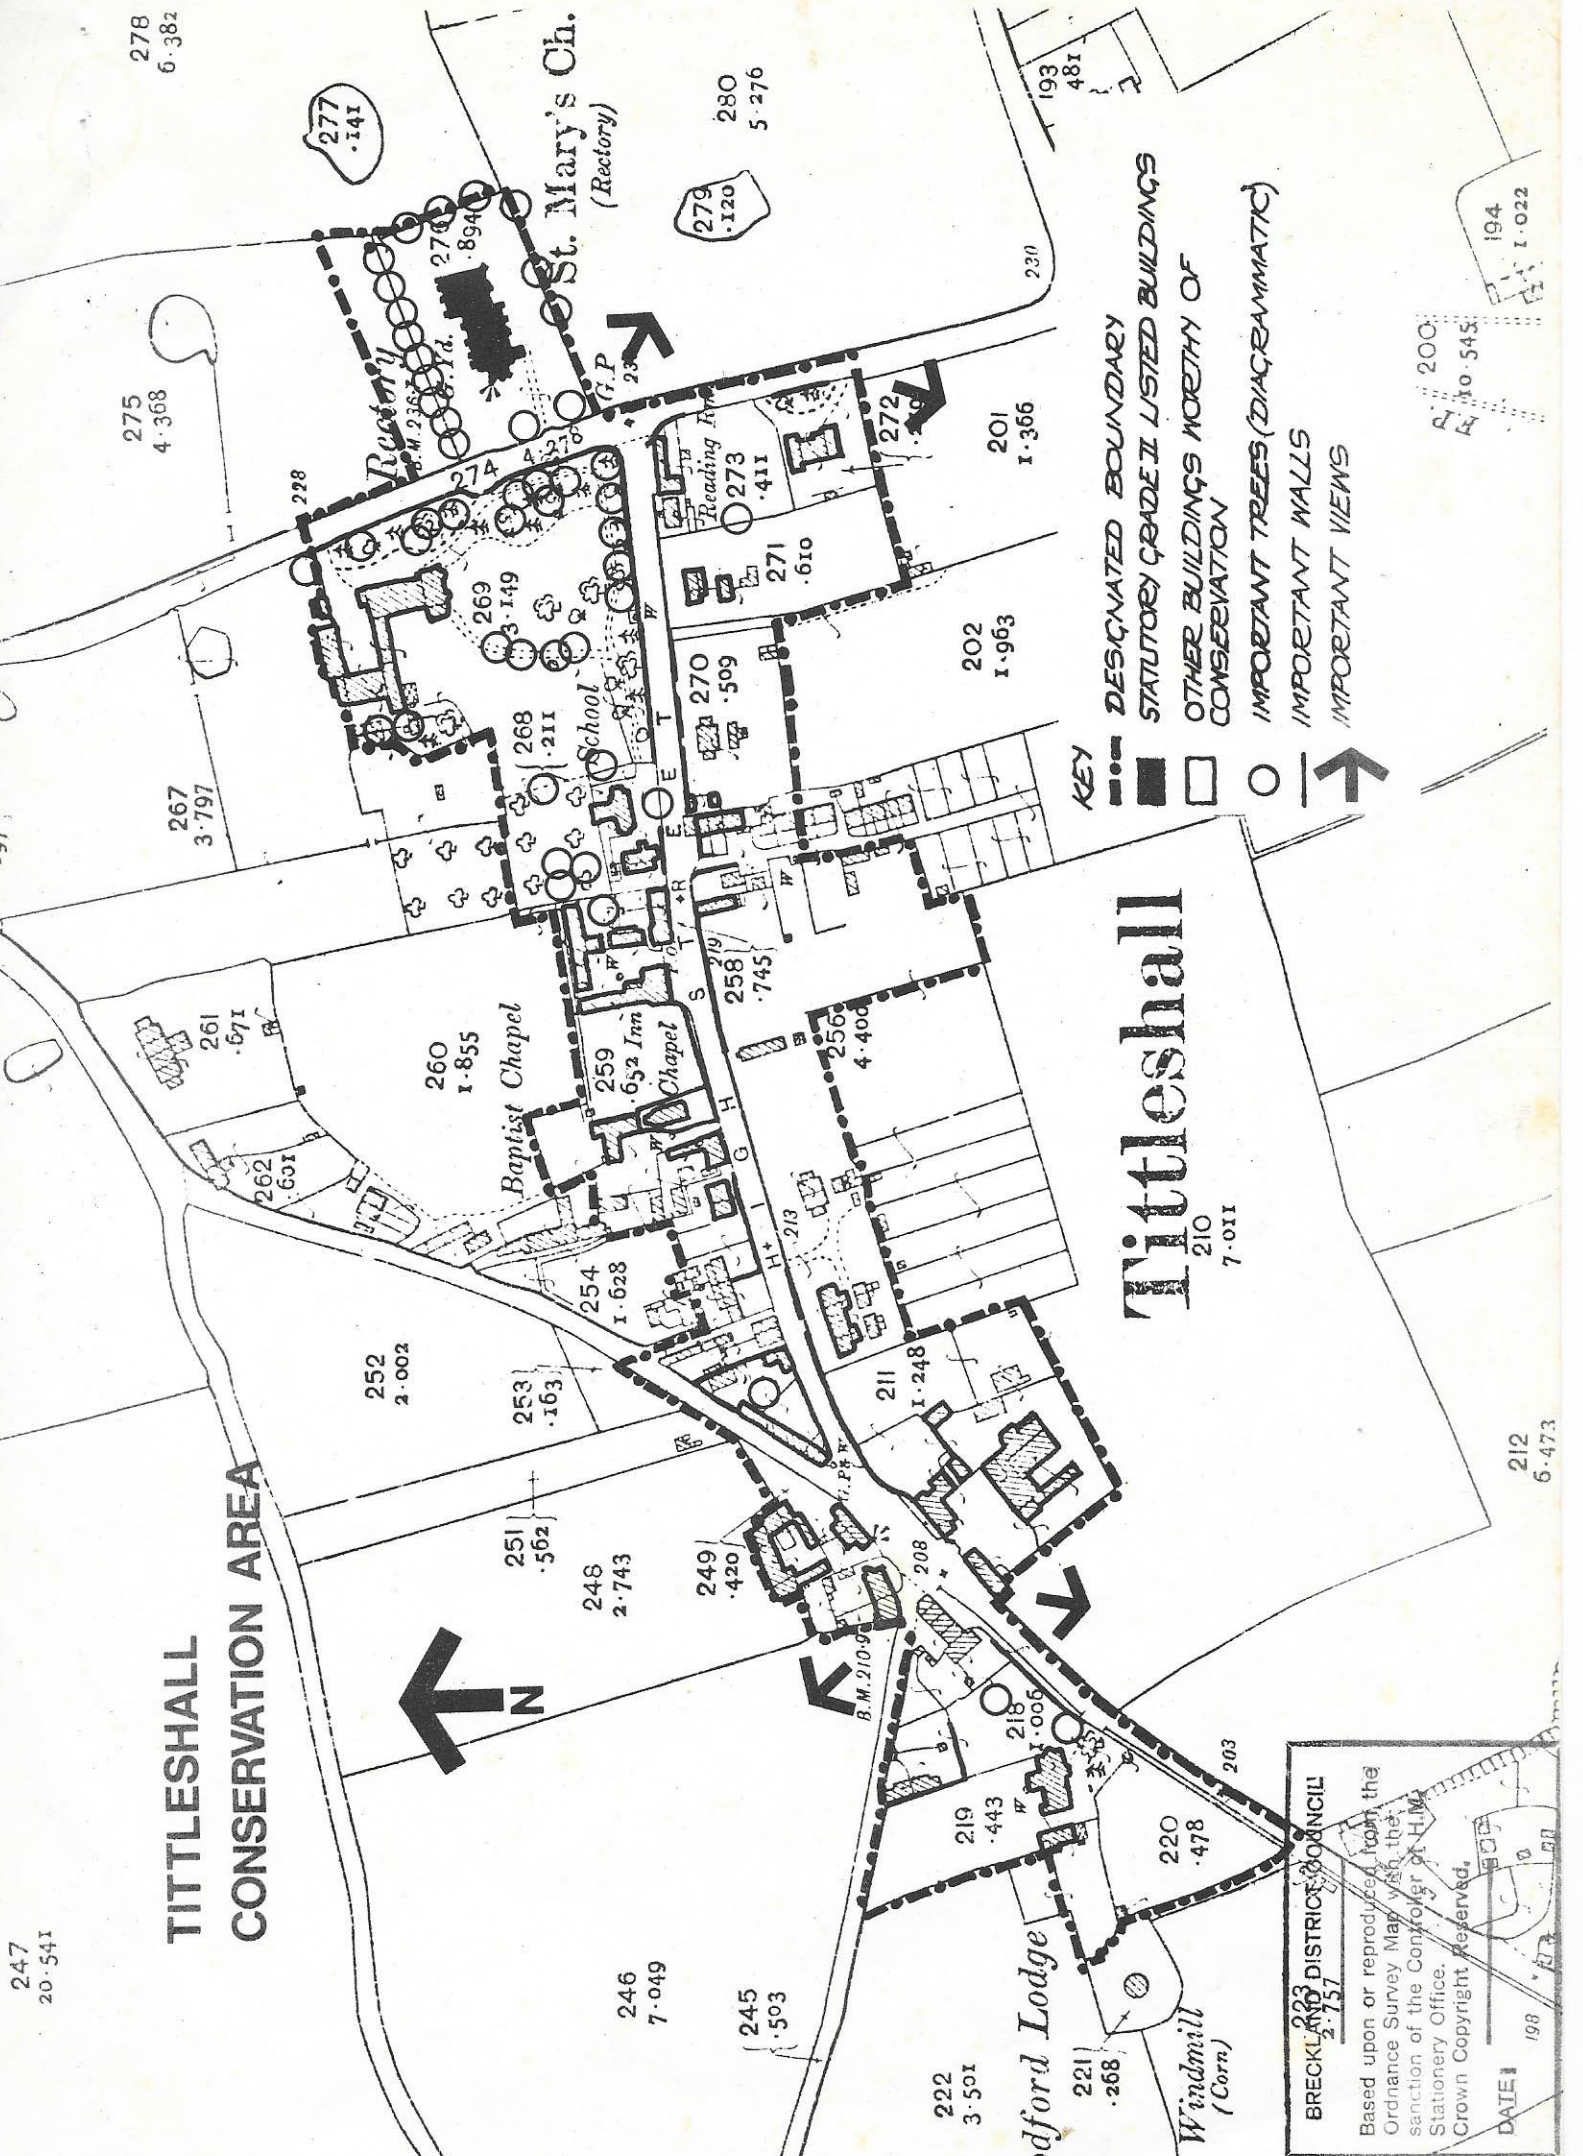 TITTLESHALL
CONSERVATION AREA
N
247
20·541
246
7·049
245
·503
222
3·501
221
·268
Windmill
(Corn)
dford Lodge
252
2·002
253
·163
251
·562
248
2·743
249
·420
B.M.210·9
219
·443
W
218
1·006
220
·478
203
208
G.P & W
211
1·248
254
1·628
213
262
·601
261
·671
260
1·855
Baptist Chapel
259
·652
Inn
Chapel
HIGH STREET
W
P.O
219
258
·745
256
4·400
W
267
3·797
268
·211
School
269
3·149
270
·509
W
271
·610
Reading Rm
273
·411
272
202
1·963
201
1·366
275
4·368
228
274
Rectory
B.M.236
G.Yd.
276
·894
277
·141
278
6·382
St. Mary's Ch.
(Rectory)
G.P
279
·120
280
5·276
230
193
481
194
1·022
200
10·545
Tittleshall
210
7·011
212
6·473
KEY
DESIGNATED BOUNDARY
STATUTORY GRADE II LISTED BUILDINGS
OTHER BUILDINGS WORTHY OF
CONSERVATION
IMPORTANT TREES (DIAGRAMMATIC)
IMPORTANT WALLS
IMPORTANT VIEWS
BRECKLAND DISTRICT COUNCIL
223
2·757
Based upon or reproduced from the
Ordnance Survey Map with the
sanction of the Controller of H.M.
Stationery Office.
Crown Copyright Reserved.
DATE
198